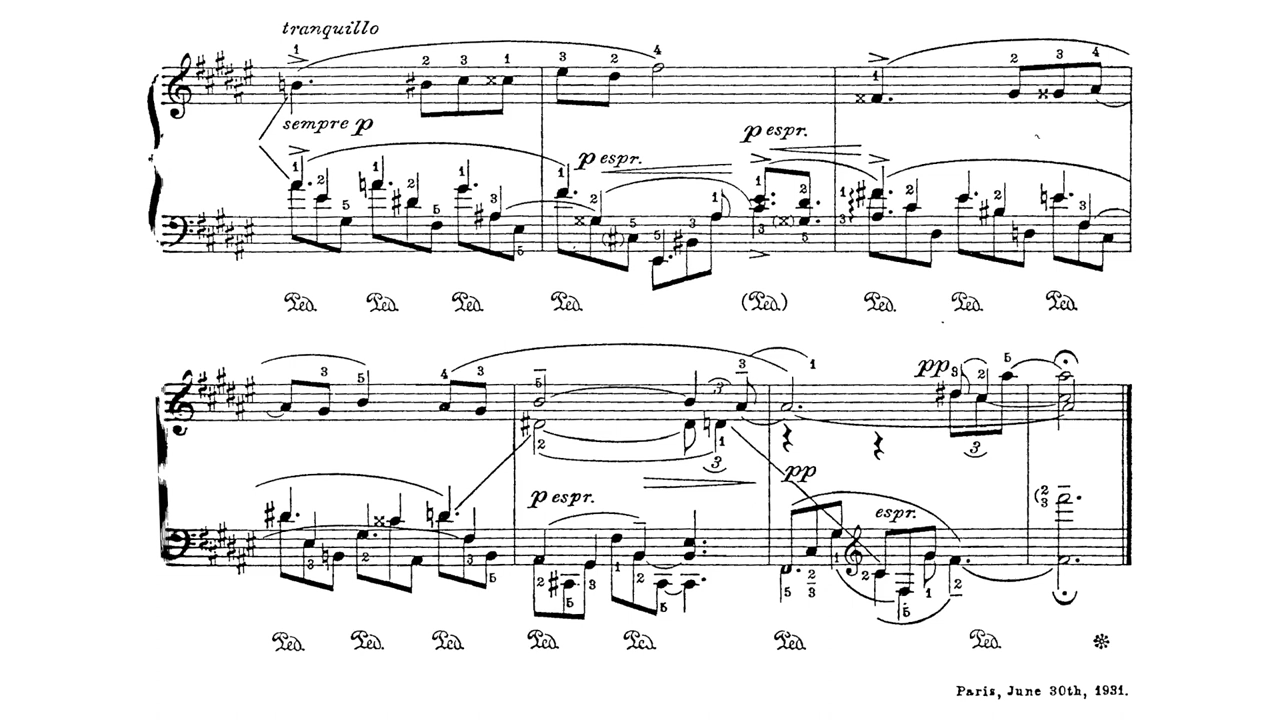 tranquillo
sempre p
p espr.
p espr.
Ped. Ped. Ped. Ped. (Ped.) Ped. Ped. Ped.
pp
pp
p espr.
espr.
Ped. Ped. Ped. Ped. Ped. Ped. Ped.
Paris, June 30th, 1931.